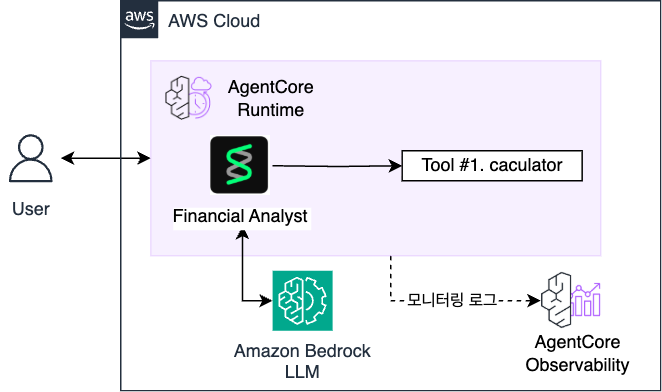 aws
AWS Cloud
AgentCore
Runtime
Tool #1. caculator
User
Financial Analyst
모니터링 로그
Amazon Bedrock
LLM
AgentCore
Observability